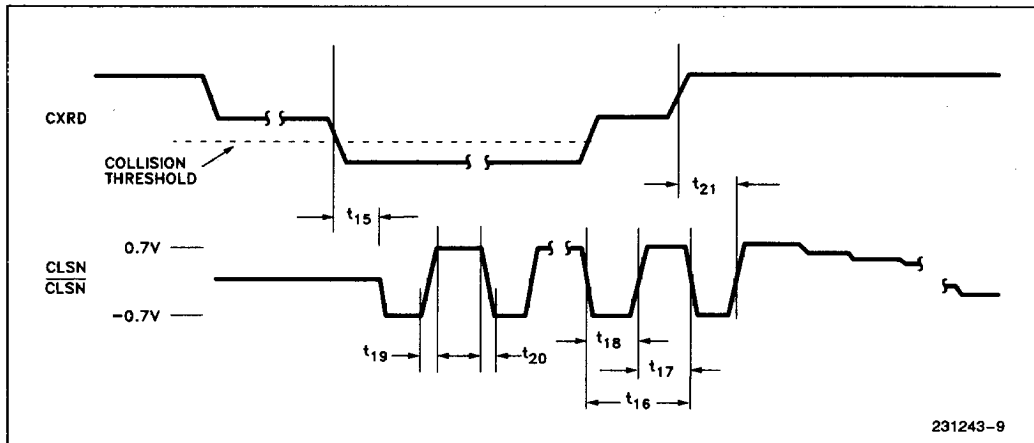 CXRD
COLLISION
THRESHOLD
t21
t15
0.7V
CLSN
CLSN
-0.7V
t19
t20
t18
t17
t16
231243-9